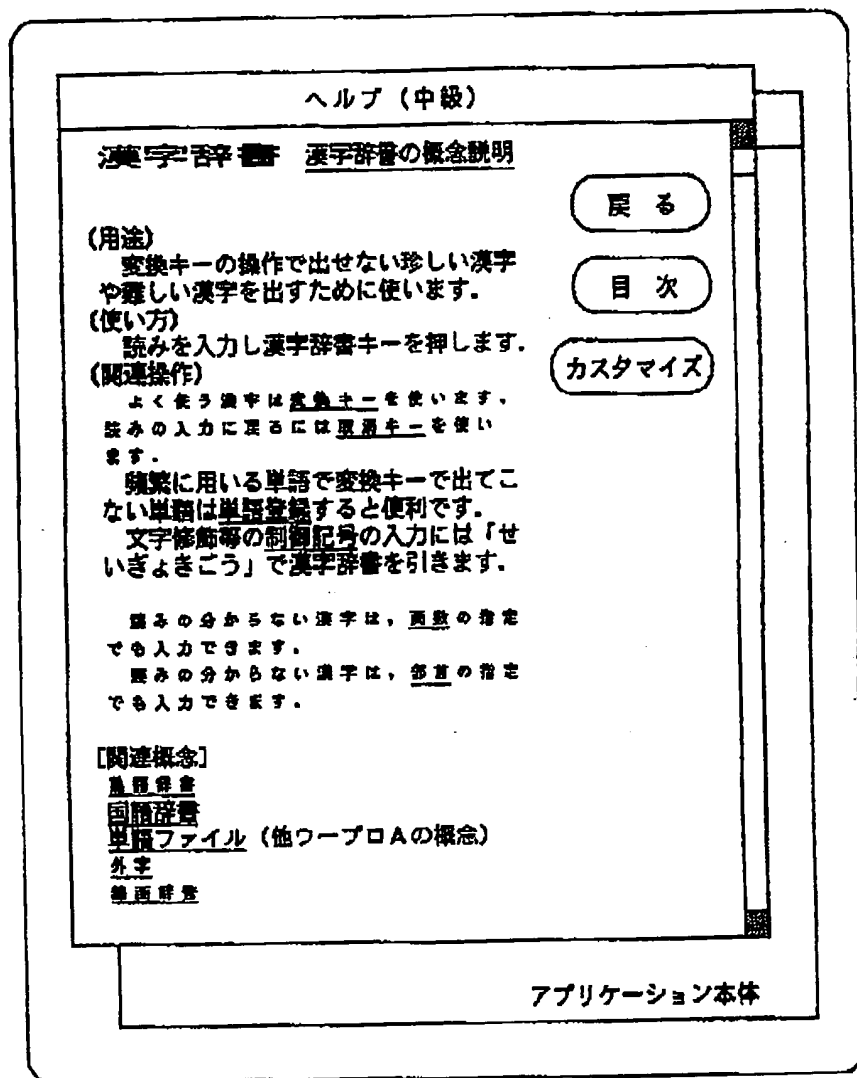 ヘルプ（中級）
漢字辞書 漢字辞書の概念説明
戻る
(用途)
変換キーの操作で出せない珍しい漢字
や難しい漢字を出すために使います．
目次
(使い方)
読みを入力し漢字辞書キーを押します．
カスタマイズ
(関連操作)
よく使う漢字は変換キーを使います．
読みの入力に戻るには取消キーを使い
ます．
頻繁に用いる単語で変換キーで出てこ
ない単語は単語登録すると便利です．
文字修飾等の制御記号の入力には「せ
いぎょきごう」で漢字辞書を引きます．
読みの分からない漢字は，画数の指定
でも入力できます．
読みの分からない漢字は，部首の指定
でも入力できます．
[関連概念]
国語辞書
単語ファイル（他ワープロAの概念）
外字
アプリケーション本体